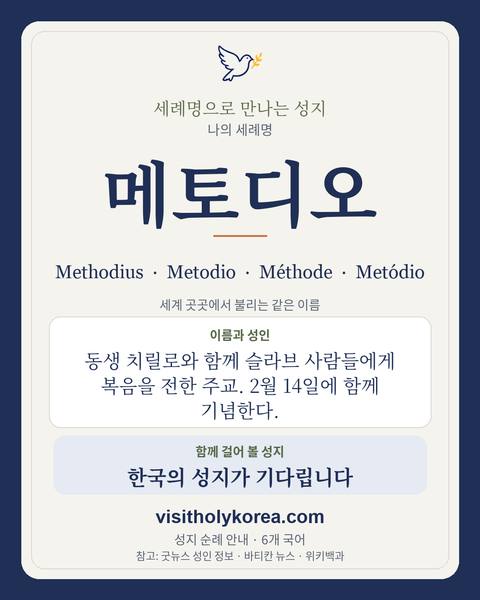 세례명으로 만나는 성지
나의 세례명
메토디오
Methodius · Metodio · Méthode · Metódio
세계 곳곳에서 불리는 같은 이름
이름과 성인
동생 치릴로와 함께 슬라브 사람들에게
복음을 전한 주교. 2월 14일에 함께
기념한다.
함께 걸어 볼 성지
한국의 성지가 기다립니다
visitholykorea.com
성지 순례 안내 · 6개 국어
참고: 굿뉴스 성인 정보 · 바티칸 뉴스 · 위키백과